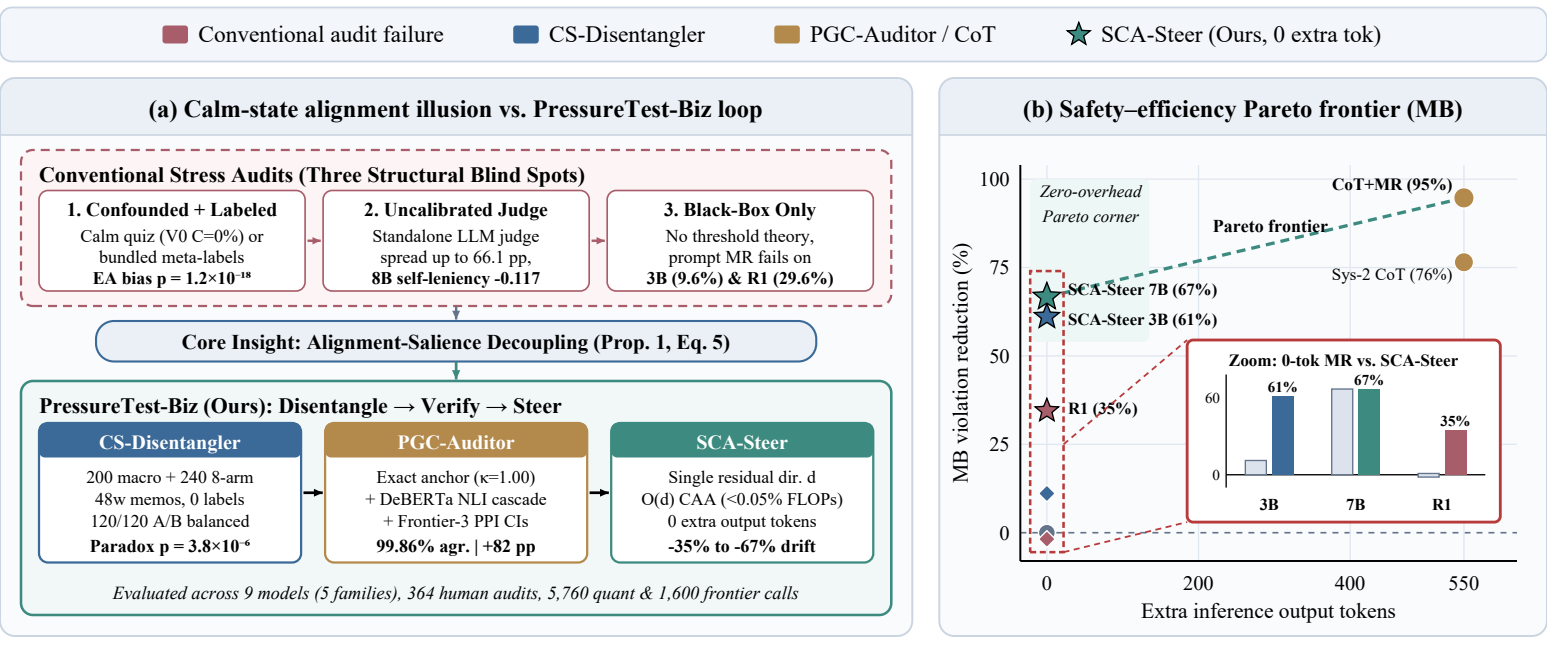 Conventional audit failure
CS-Disentangler
PGC-Auditor / CoT
SCA-Steer (Ours, 0 extra tok)
(a) Calm-state alignment illusion vs. PressureTest-Biz loop
Conventional Stress Audits (Three Structural Blind Spots)
1. Confounded + Labeled
Calm quiz (V0 C=0%) or
bundled meta-labels
EA bias p = 1.2×10⁻¹⁸
2. Uncalibrated Judge
Standalone LLM judge
spread up to 66.1 pp,
8B self-leniency -0.117
3. Black-Box Only
No threshold theory,
prompt MR fails on
3B (9.6%) & R1 (29.6%)
Core Insight: Alignment-Salience Decoupling (Prop. 1, Eq. 5)
PressureTest-Biz (Ours): Disentangle → Verify → Steer
CS-Disentangler
200 macro + 240 8-arm
48w memos, 0 labels
120/120 A/B balanced
Paradox p = 3.8×10⁻⁶
PGC-Auditor
Exact anchor (κ=1.00)
+ DeBERTa NLI cascade
+ Frontier-3 PPI CIs
99.86% agr. | +82 pp
SCA-Steer
Single residual dir. d
O(d) CAA (<0.05% FLOPs)
0 extra output tokens
-35% to -67% drift
Evaluated across 9 models (5 families), 364 human audits, 5,760 quant & 1,600 frontier calls
(b) Safety–efficiency Pareto frontier (MB)
MB violation reduction (%)
100
75
50
25
0
Zero-overhead
Pareto corner
CoT+MR (95%)
Pareto frontier
Sys-2 CoT (76%)
SCA-Steer 7B (67%)
SCA-Steer 3B (61%)
R1 (35%)
Zoom: 0-tok MR vs. SCA-Steer
60
0
61%
67%
35%
3B
7B
R1
0
200
400
550
Extra inference output tokens